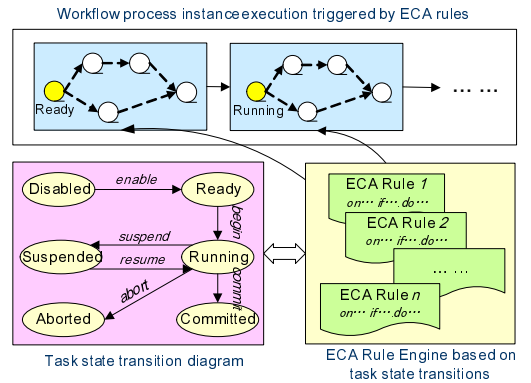 Workflow process instance execution triggered by ECA rules
Ready
Running
... ...
Disabled
enable
Ready
begin
Suspended
suspend
resume
Running
abort
commit
Aborted
Committed
Task state transition diagram
ECA Rule 1
on... if... do...
ECA Rule 2
on... if... do...
... ...
ECA Rule n
on... if... do...
ECA Rule Engine based on
task state transitions